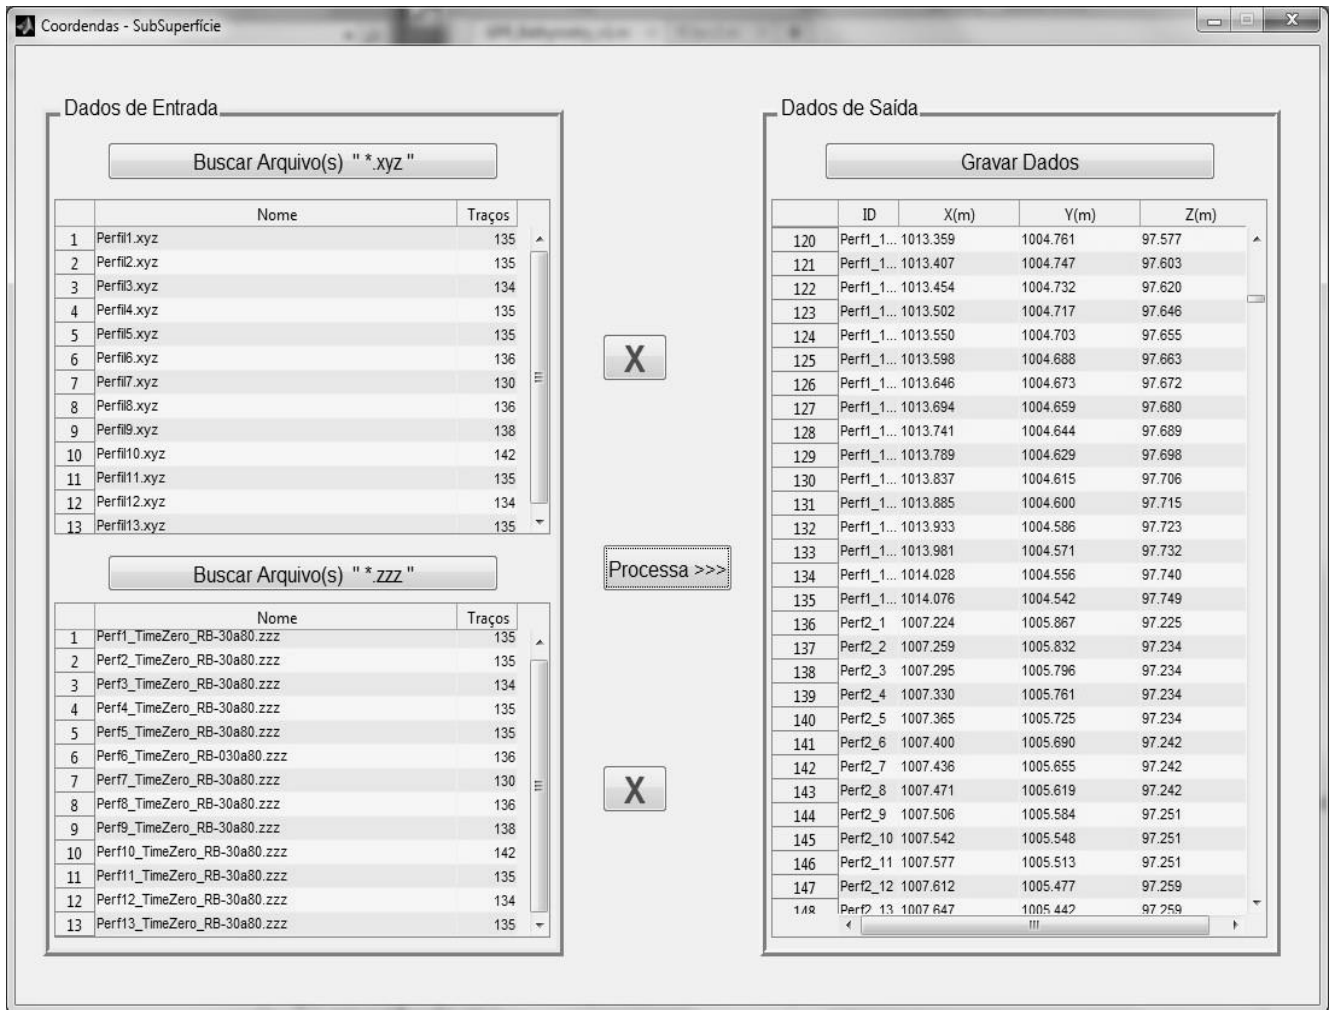 Coordendas - SubSuperfície
Dados de Entrada
Buscar Arquivo(s) " *.xyz "
Nome Traços
1 Perfil1.xyz 135
2 Perfil2.xyz 135
3 Perfil3.xyz 134
4 Perfil4.xyz 135
5 Perfil5.xyz 135
6 Perfil6.xyz 136
7 Perfil7.xyz 130
8 Perfil8.xyz 136
9 Perfil9.xyz 138
10 Perfil10.xyz 142
11 Perfil11.xyz 135
12 Perfil12.xyz 134
13 Perfil13.xyz 135
Buscar Arquivo(s) " *.zzz "
Nome Traços
1 Perf1_TimeZero_RB-30a80.zzz 135
2 Perf2_TimeZero_RB-30a80.zzz 135
3 Perf3_TimeZero_RB-30a80.zzz 134
4 Perf4_TimeZero_RB-30a80.zzz 135
5 Perf5_TimeZero_RB-30a80.zzz 135
6 Perf6_TimeZero_RB-030a80.zzz 136
7 Perf7_TimeZero_RB-30a80.zzz 130
8 Perf8_TimeZero_RB-30a80.zzz 136
9 Perf9_TimeZero_RB-30a80.zzz 138
10 Perf10_TimeZero_RB-30a80.zzz 142
11 Perf11_TimeZero_RB-30a80.zzz 135
12 Perf12_TimeZero_RB-30a80.zzz 134
13 Perf13_TimeZero_RB-30a80.zzz 135
X
Processa >>>
X
Dados de Saída
Gravar Dados
ID X(m) Y(m) Z(m)
120 Perf1_1... 1013.359 1004.761 97.577
121 Perf1_1... 1013.407 1004.747 97.603
122 Perf1_1... 1013.454 1004.732 97.620
123 Perf1_1... 1013.502 1004.717 97.646
124 Perf1_1... 1013.550 1004.703 97.655
125 Perf1_1... 1013.598 1004.688 97.663
126 Perf1_1... 1013.646 1004.673 97.672
127 Perf1_1... 1013.694 1004.659 97.680
128 Perf1_1... 1013.741 1004.644 97.689
129 Perf1_1... 1013.789 1004.629 97.698
130 Perf1_1... 1013.837 1004.615 97.706
131 Perf1_1... 1013.885 1004.600 97.715
132 Perf1_1... 1013.933 1004.586 97.723
133 Perf1_1... 1013.981 1004.571 97.732
134 Perf1_1... 1014.028 1004.556 97.740
135 Perf1_1... 1014.076 1004.542 97.749
136 Perf2_1 1007.224 1005.867 97.225
137 Perf2_2 1007.259 1005.832 97.234
138 Perf2_3 1007.295 1005.796 97.234
139 Perf2_4 1007.330 1005.761 97.234
140 Perf2_5 1007.365 1005.725 97.234
141 Perf2_6 1007.400 1005.690 97.242
142 Perf2_7 1007.436 1005.655 97.242
143 Perf2_8 1007.471 1005.619 97.242
144 Perf2_9 1007.506 1005.584 97.251
145 Perf2_10 1007.542 1005.548 97.251
146 Perf2_11 1007.577 1005.513 97.251
147 Perf2_12 1007.612 1005.477 97.259
148 Perf2_13 1007.647 1005.442 97.259